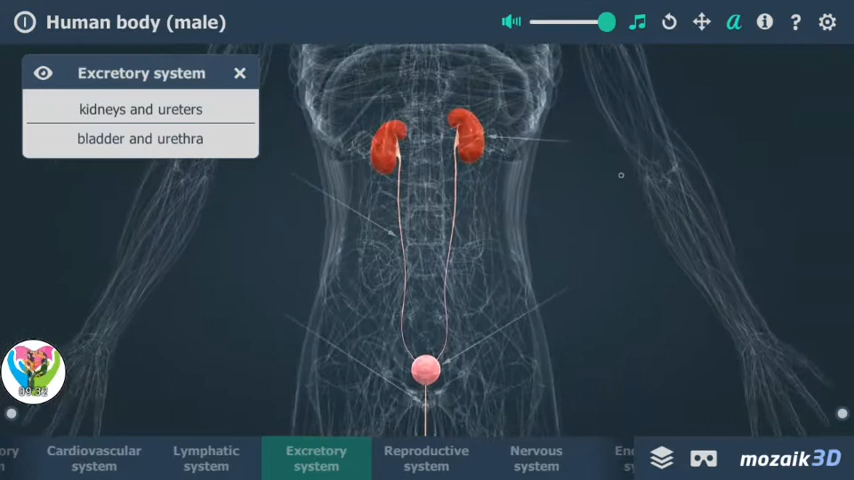 Human body (male)
a
i
?
Excretory system
kidneys and ureters
bladder and urethra
09:32
ory
Cardiovascular
system
Lymphatic
system
Excretory
system
Reproductive
system
Nervous
system
mozaik3D